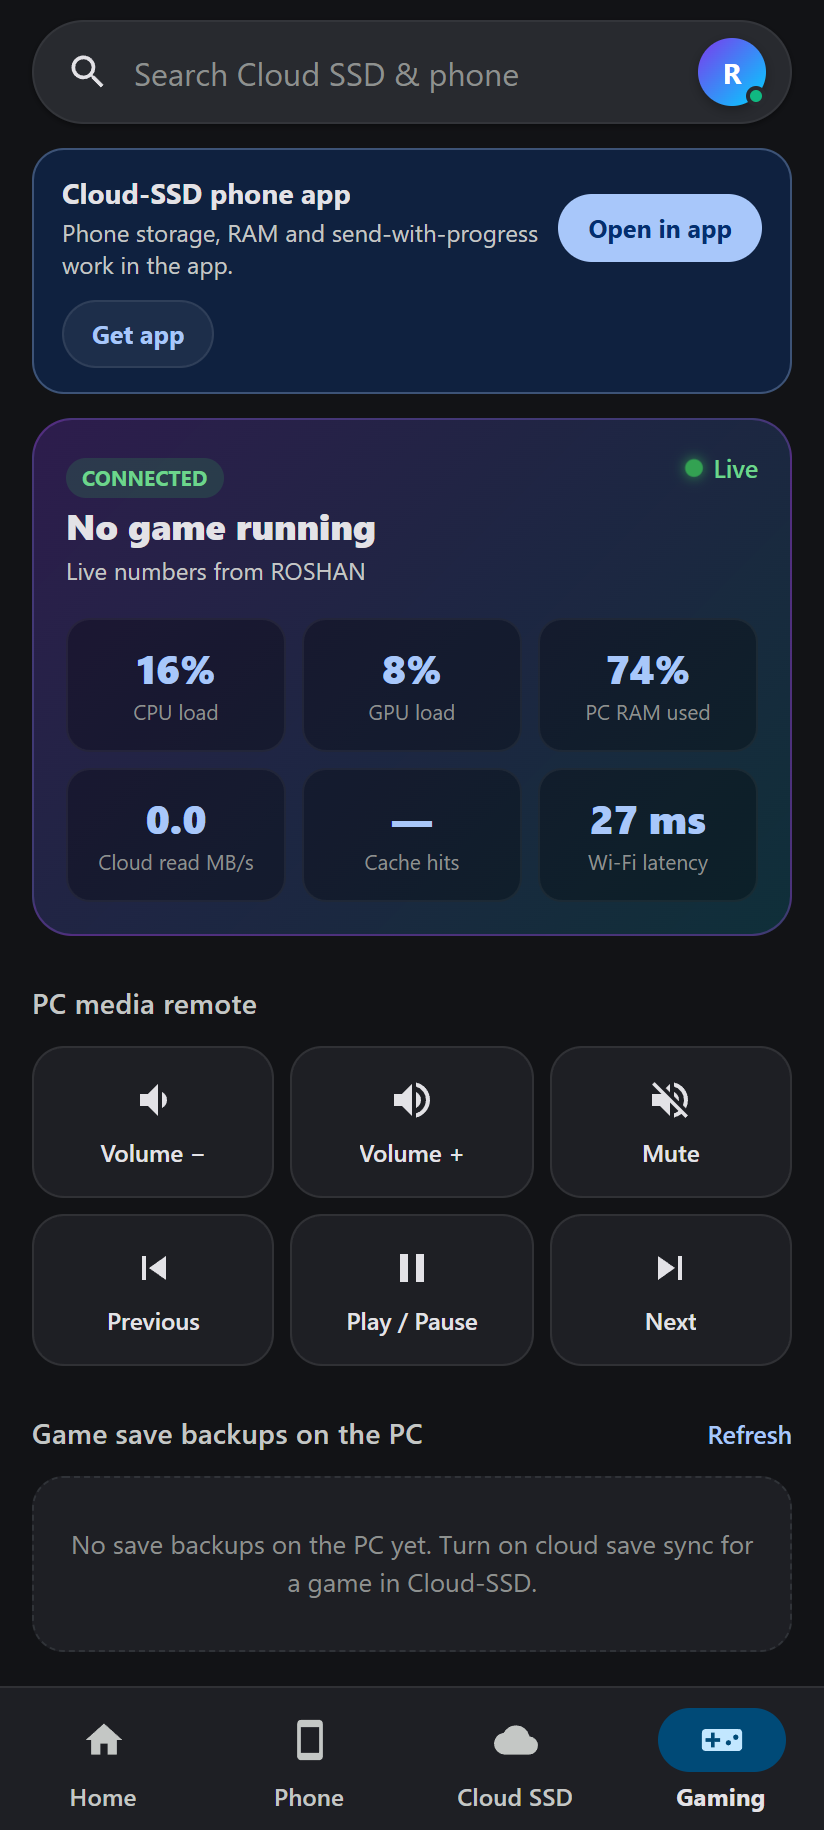 Search Cloud SSD & phone
R
Cloud-SSD phone app
Phone storage, RAM and send-with-progress
work in the app.
Open in app
Get app
CONNECTED
Live
No game running
Live numbers from ROSHAN
16%
CPU load
8%
GPU load
74%
PC RAM used
0.0
Cloud read MB/s
—
Cache hits
27 ms
Wi-Fi latency
PC media remote
Volume −
Volume +
Mute
Previous
Play / Pause
Next
Game save backups on the PC
Refresh
No save backups on the PC yet. Turn on cloud save sync for
a game in Cloud-SSD.
Home
Phone
Cloud SSD
Gaming